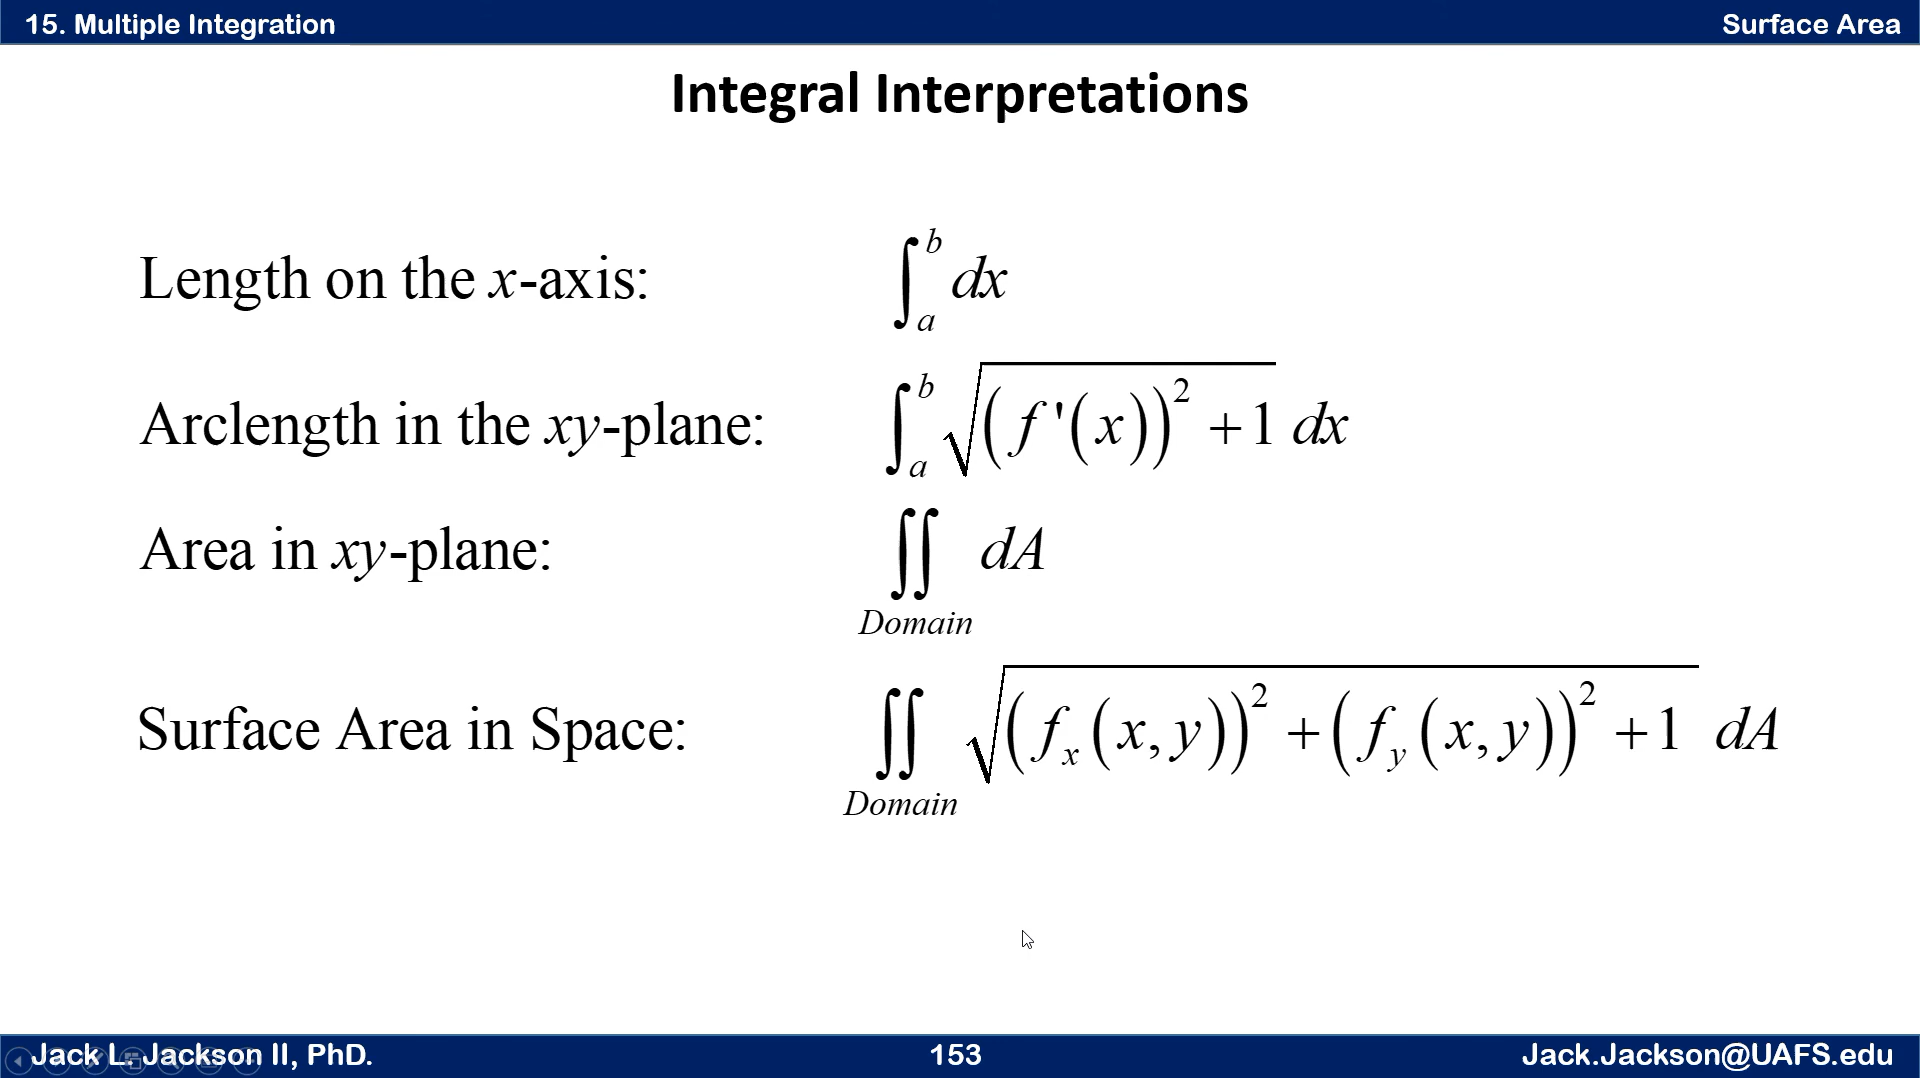 15. Multiple Integration Surface Area
Integral Interpretations
Length on the x-axis: ∫_a^b dx
Arclength in the xy-plane: ∫_a^b √((f'(x))^2 + 1) dx
Area in xy-plane: ∬_Domain dA
Surface Area in Space: ∬_Domain √((f_x(x,y))^2 + (f_y(x,y))^2 + 1) dA
Jack L. Jackson II, PhD. 153 Jack.Jackson@UAFS.edu